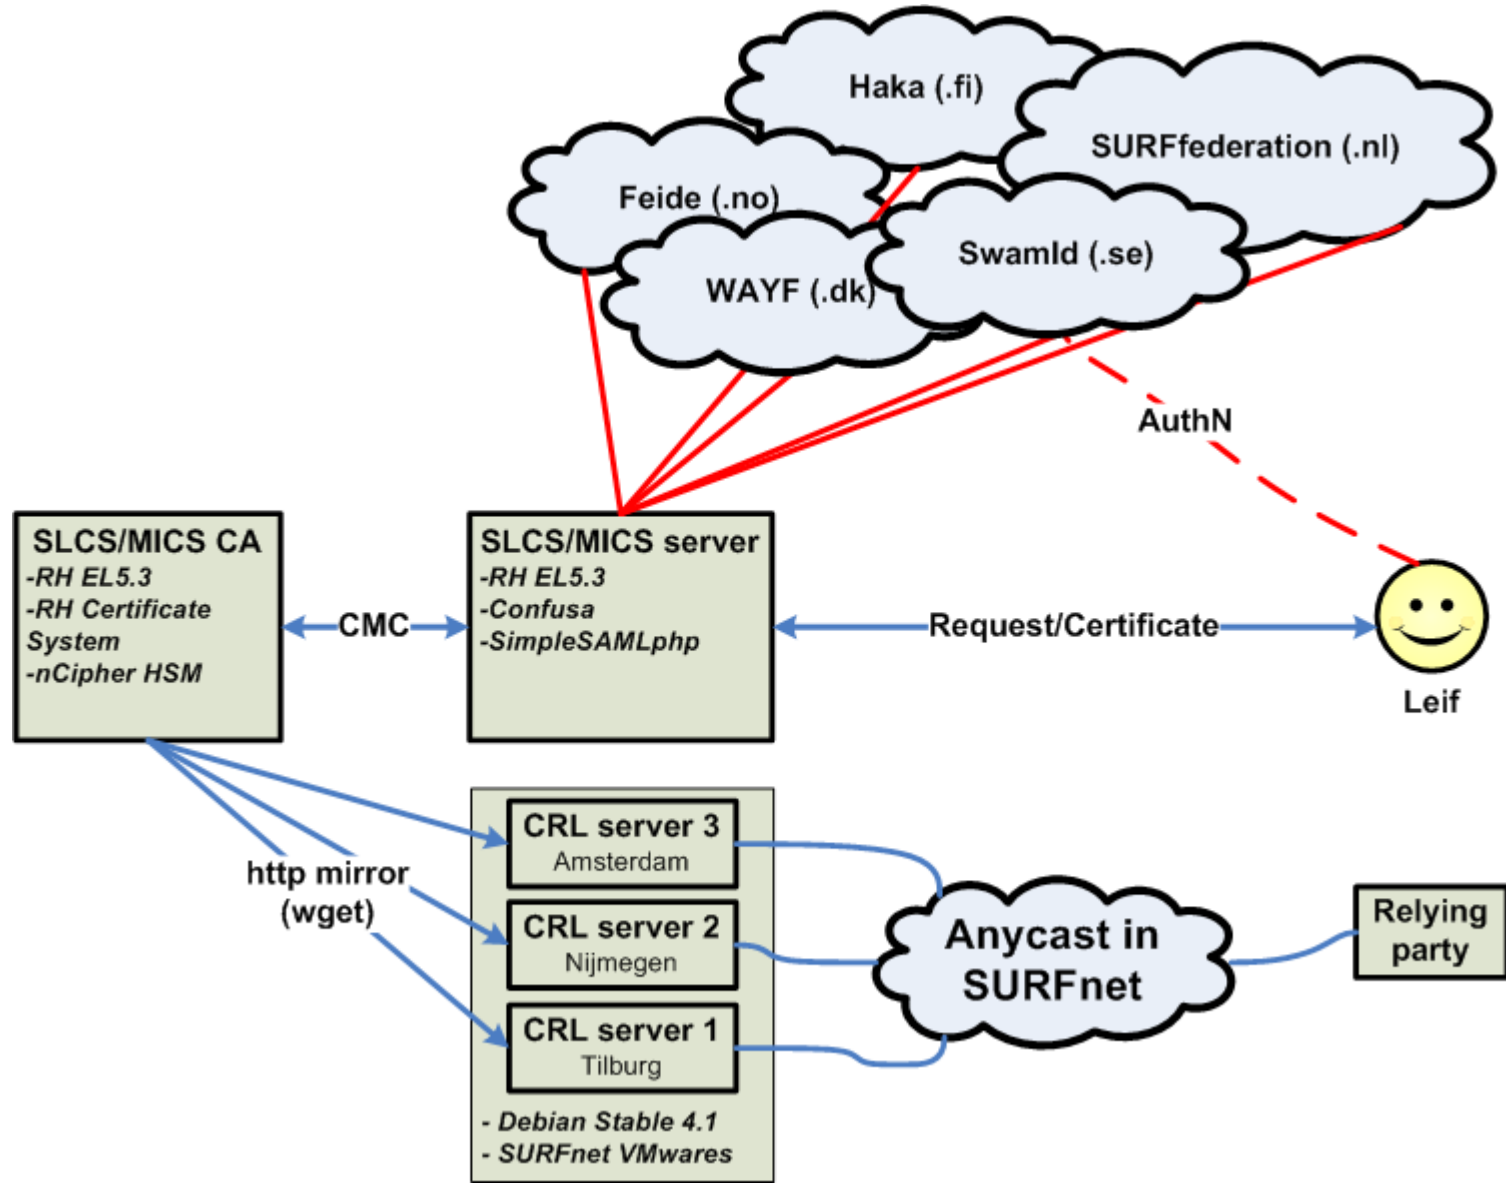 Haka (.fi)
SURFfederation (.nl)
Feide (.no)
SwamId (.se)
WAYF (.dk)
AuthN
SLCS/MICS CA
-RH EL5.3
-RH Certificate
System
-nCipher HSM
CMC
SLCS/MICS server
-RH EL5.3
-Confusa
-SimpleSAMLphp
Request/Certificate
Leif
http mirror
(wget)
CRL server 3
Amsterdam
CRL server 2
Nijmegen
CRL server 1
Tilburg
- Debian Stable 4.1
- SURFnet VMwares
Anycast in
SURFnet
Relying
party